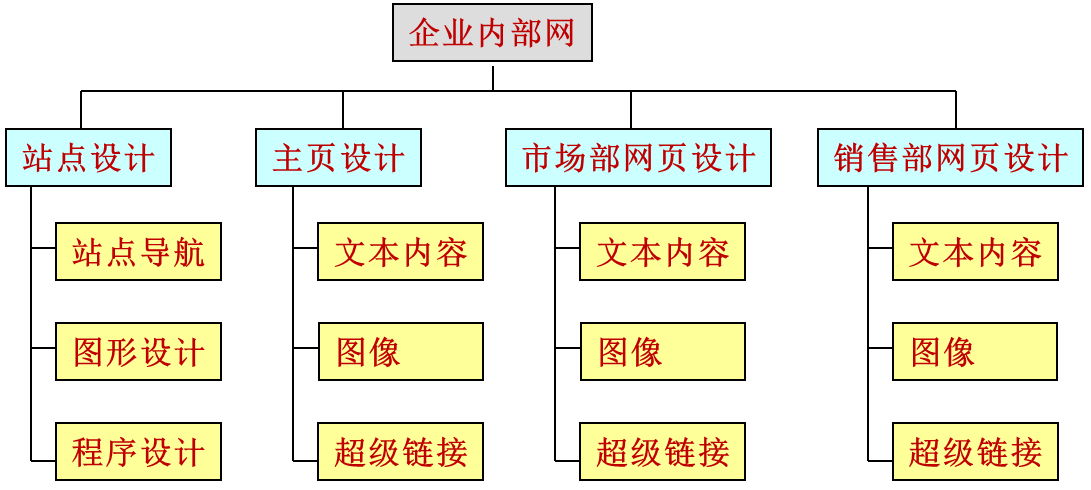 企业内部网
站点设计
主页设计
市场部网页设计
销售部网页设计
站点导航
文本内容
文本内容
文本内容
图形设计
图像
图像
图像
程序设计
超级链接
超级链接
超级链接